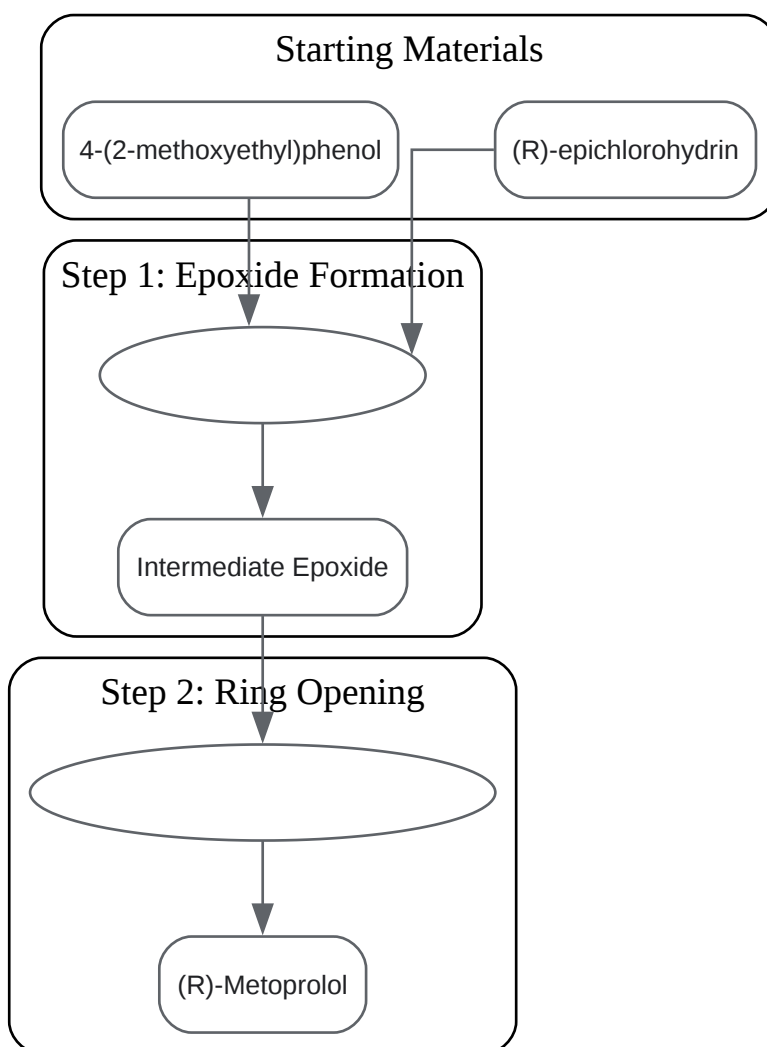 Starting Materials
4-(2-methoxyethyl)phenol
(R)-epichlorohydrin
Step 1: Epoxide Formation
Intermediate Epoxide
Step 2: Ring Opening
(R)-Metoprolol